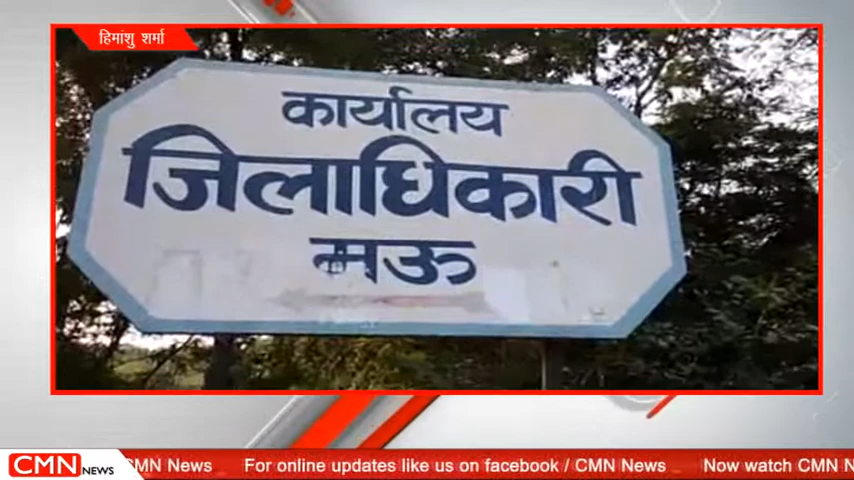 हिमांशु शर्मा
कार्यालय
जिलाधिकारी
मऊ
CMN NEWS
CMN News For online updates like us on facebook / CMN News Now watch CMN